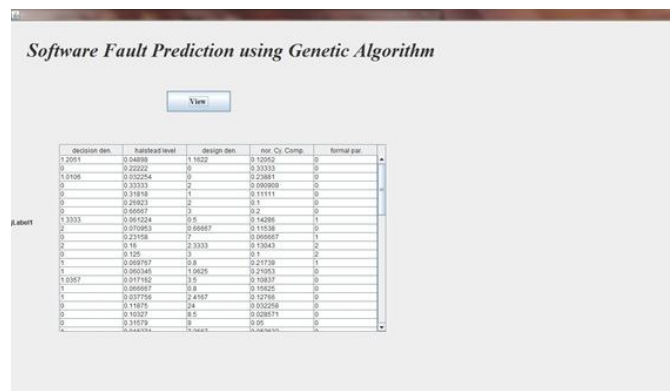 Software Fault Prediction using Genetic Algorithm
View
decision den. halstead level design den. nor. Cy. Comp. formal par.
1.2051 0.04898 1.1622 0.12052 0
0 0.22222 0 0.33333 0
1.0106 0.032254 0 0.23881 0
0 0.33333 2 0.090909 0
0 0.31818 1 0.11111 0
0 0.26923 2 0.1 0
0 0.66667 3 0.2 0
1.3333 0.061224 0.5 0.14286 1
jLabel1
2 0.070953 0.66667 0.11538 0
0 0.23158 7 0.066667 1
2 0.16 2.3333 0.13043 2
0 0.125 3 0.1 2
1 0.069767 0.8 0.21739 1
1 0.060345 1.0625 0.21053 0
1.0357 0.017162 3.5 0.10837 0
1 0.066667 0.8 0.15625 0
1 0.037756 2.4167 0.12766 0
0 0.11875 24 0.032258 0
0 0.10327 8.5 0.028571 0
0 0.31579 9 0.05 0